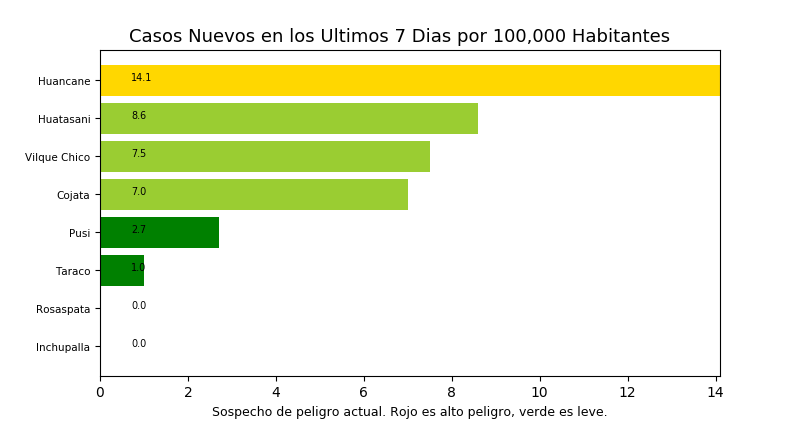 Casos Nuevos en los Ultimos 7 Dias por 100,000 Habitantes
Huancane 14.1
Huatasani 8.6
Vilque Chico 7.5
Cojata 7.0
Pusi 2.7
Taraco 1.0
Rosaspata 0.0
Inchupalla 0.0
0 2 4 6 8 10 12 14
Sospecho de peligro actual. Rojo es alto peligro, verde es leve.